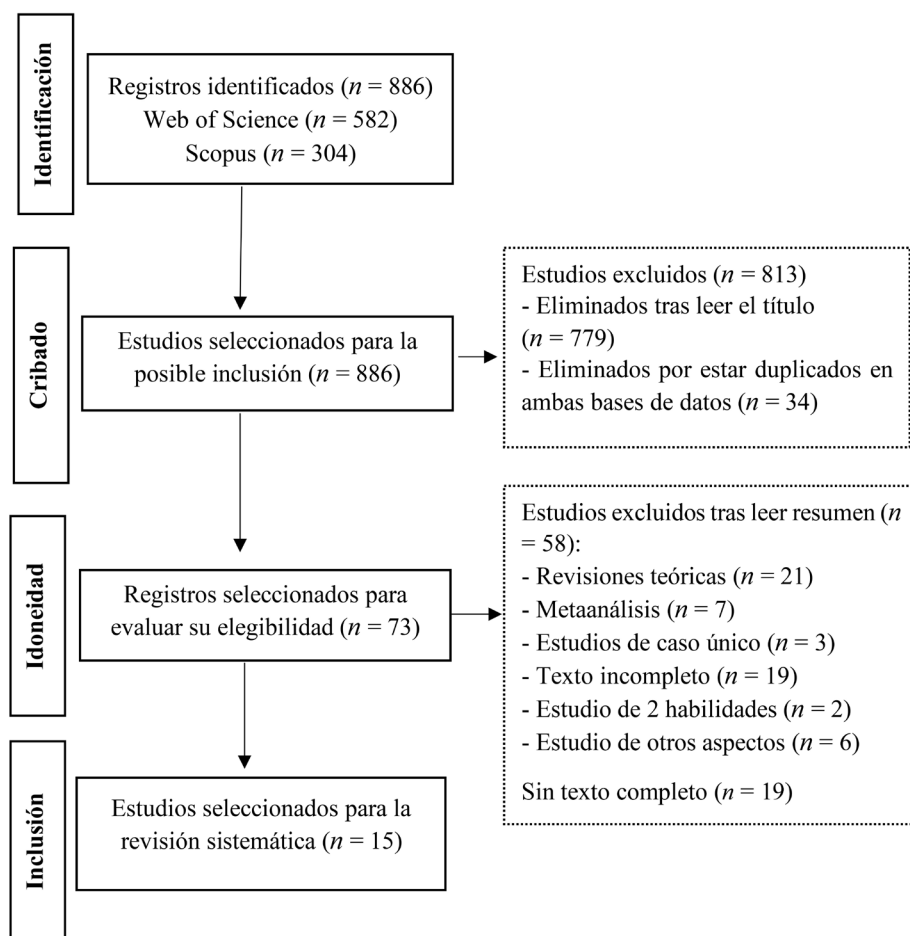 Identificación
Registros identificados (n = 886)
Web of Science (n = 582)
Scopus (n = 304)
Cribado
Estudios seleccionados para la
posible inclusión (n = 886)
Estudios excluidos (n = 813)
- Eliminados tras leer el título
(n = 779)
- Eliminados por estar duplicados en
ambas bases de datos (n = 34)
Idoneidad
Registros seleccionados para
evaluar su elegibilidad (n = 73)
Estudios excluidos tras leer resumen (n
= 58):
- Revisiones teóricas (n = 21)
- Metaanálisis (n = 7)
- Estudios de caso único (n = 3)
- Texto incompleto (n = 19)
- Estudio de 2 habilidades (n = 2)
- Estudio de otros aspectos (n = 6)
Sin texto completo (n = 19)
Inclusión
Estudios seleccionados para la
revisión sistemática (n = 15)